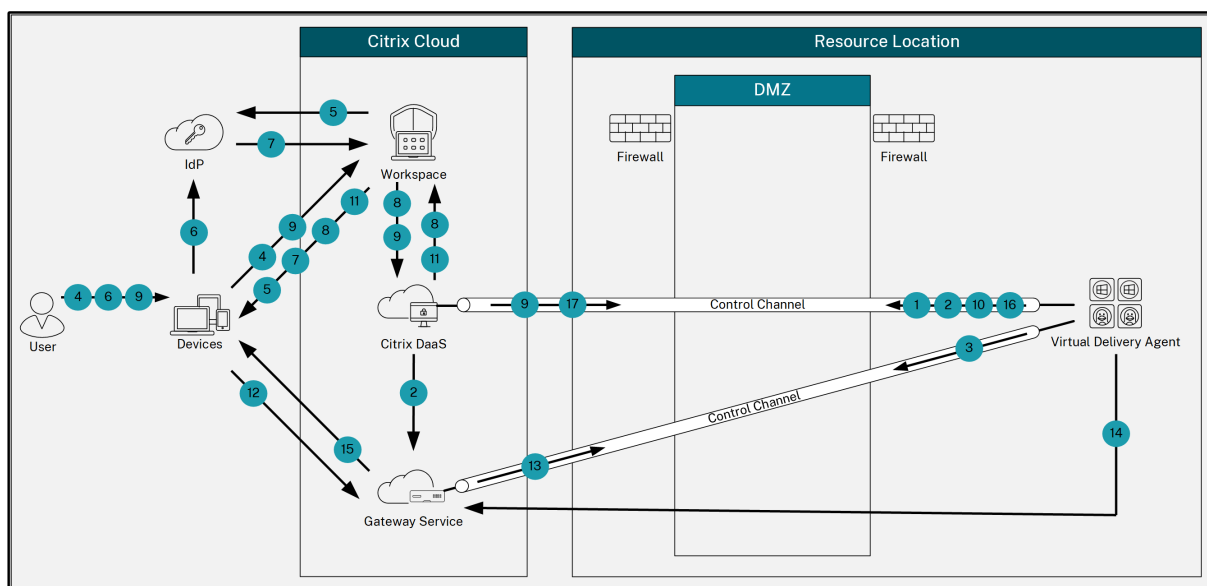 Citrix Cloud
Resource Location
DMZ
5
7
IdP
Workspace
Firewall
Firewall
11
8
8
9
8
9
6
4
7
11
5
4 6 9
User
Devices
Citrix DaaS
9 17
Control Channel
1 2 10 16
Virtual Delivery Agent
3
2
12
Control Channel
14
15
13
Gateway Service